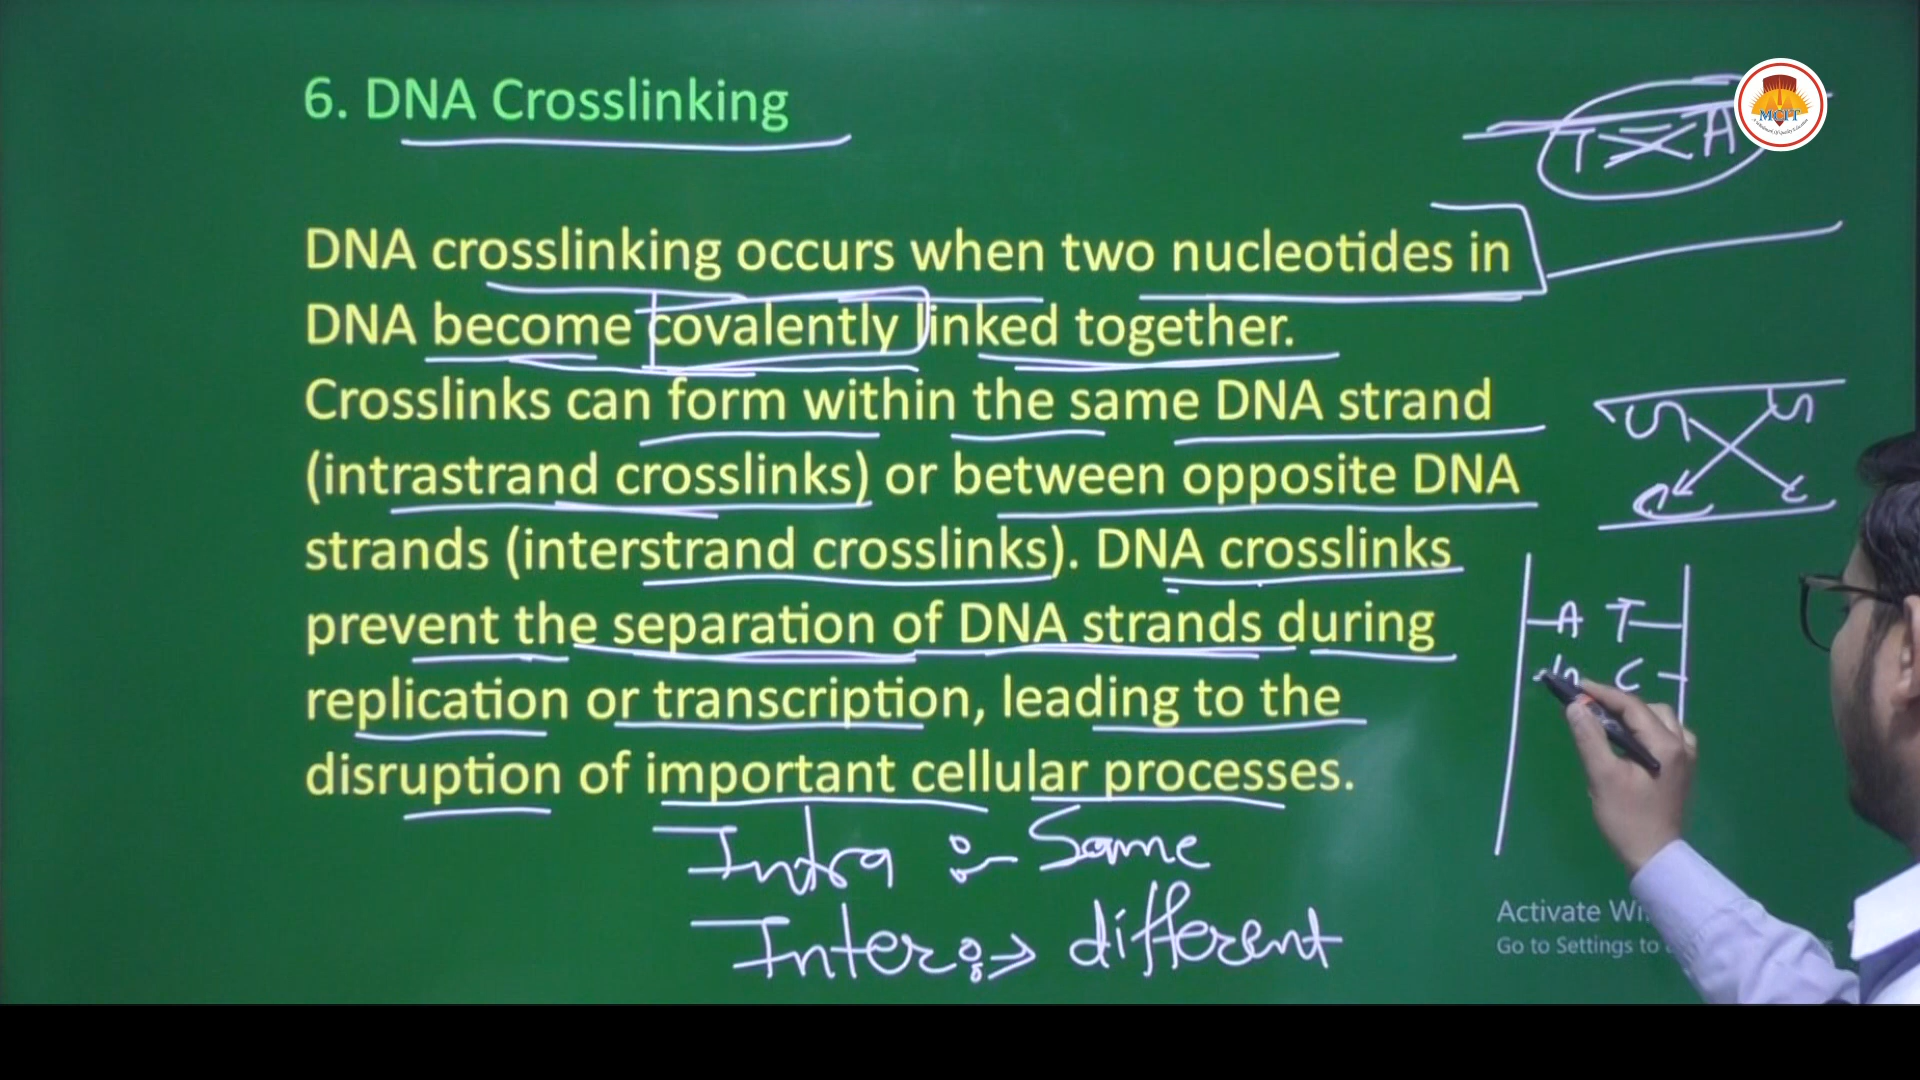 6. DNA Crosslinking
T A
MCIT
DNA crosslinking occurs when two nucleotides in
DNA become covalently linked together.
Crosslinks can form within the same DNA strand
(intrastrand crosslinks) or between opposite DNA
strands (interstrand crosslinks). DNA crosslinks
prevent the separation of DNA strands during
replication or transcription, leading to the
disruption of important cellular processes.
A T
C
Intra :- Same
Inter :-> different
Activate Wi
Go to Settings to